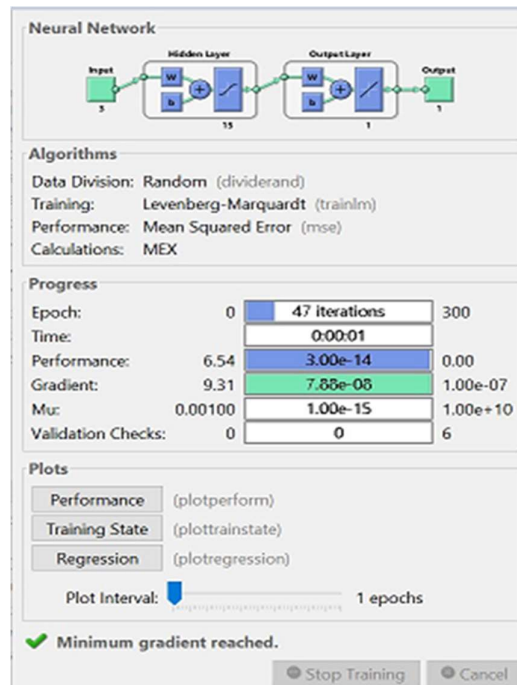 Neural Network
Hidden Layer Output Layer
Input Output
W W
b b
3 15 1 1
Algorithms
Data Division: Random (dividerand)
Training: Levenberg-Marquardt (trainlm)
Performance: Mean Squared Error (mse)
Calculations: MEX
Progress
Epoch: 0 47 iterations 300
Time: 0:00:01
Performance: 6.54 3.00e-14 0.00
Gradient: 9.31 7.88e-08 1.00e-07
Mu: 0.00100 1.00e-15 1.00e+10
Validation Checks: 0 0 6
Plots
Performance (plotperform)
Training State (plottrainstate)
Regression (plotregression)
Plot Interval: 1 epochs
Minimum gradient reached.
Stop Training Cancel